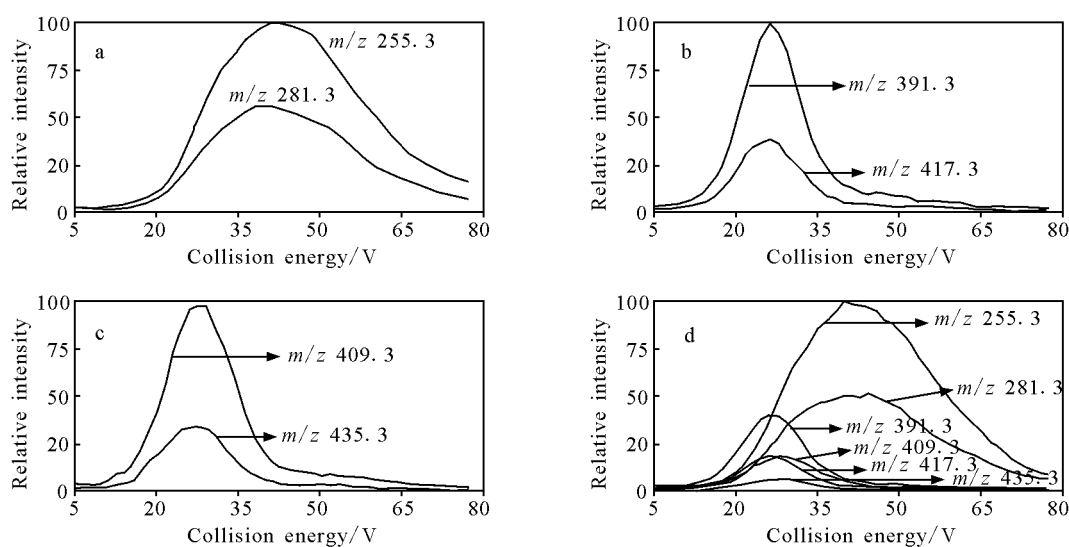 100
75
50
20
0
Relative intensity
a
m/z 255. 3
m/z 281. 3
5 20 35 50 65 80
Collision energy/V
100
75
50
20
0
Relative intensity
b
m/z 391. 3
m/z 417. 3
5 20 35 50 65 80
Collision energy/V
100
75
50
20
0
Relative intensity
c
m/z 409. 3
m/z 435. 3
5 20 35 50 65 80
Collision energy/V
100
75
50
20
0
Relative intensity
d
m/z 255. 3
m/z 281. 3
m/z 391. 3
m/z 409. 3
m/z 417. 3
m/z 435. 3
5 20 35 50 65 80
Collision energy/V